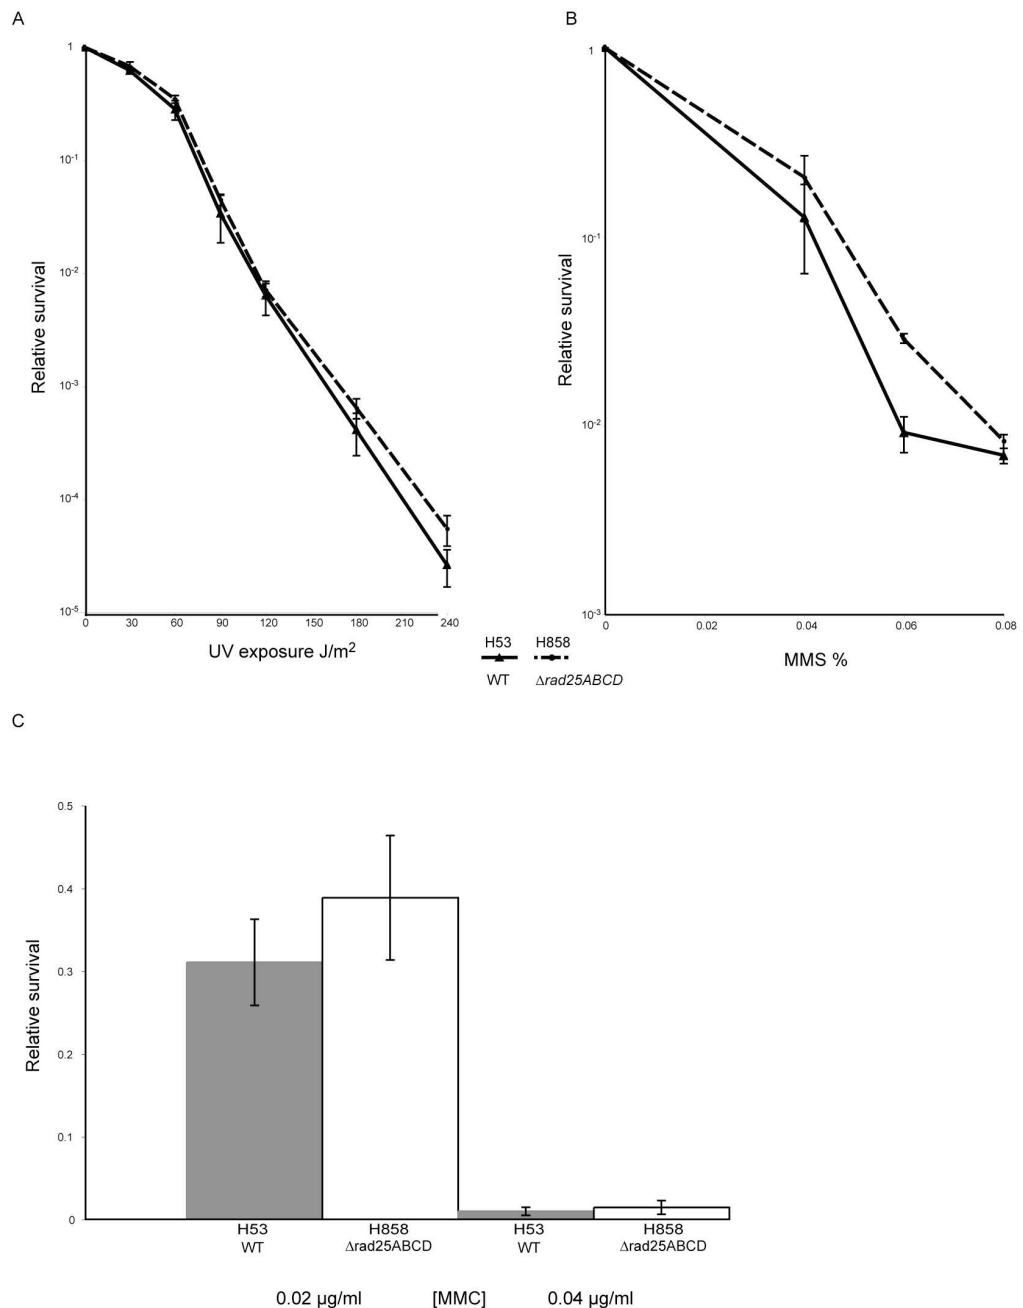 A
1
10-1
10-2
10-3
10-4
10-5
Relative survival
0 30 60 90 120 150 180 210 240
UV exposure J/m2
B
1
10-1
10-2
10-3
Relative survival
0 0.02 0.04 0.06 0.08
MMS %
H53 H858
WT Δrad25ABCD
C
0.5
0.4
0.3
0.2
0.1
0
Relative survival
H53 H858 H53 H858
WT Δrad25ABCD WT Δrad25ABCD
0.02 µg/ml [MMC] 0.04 µg/ml